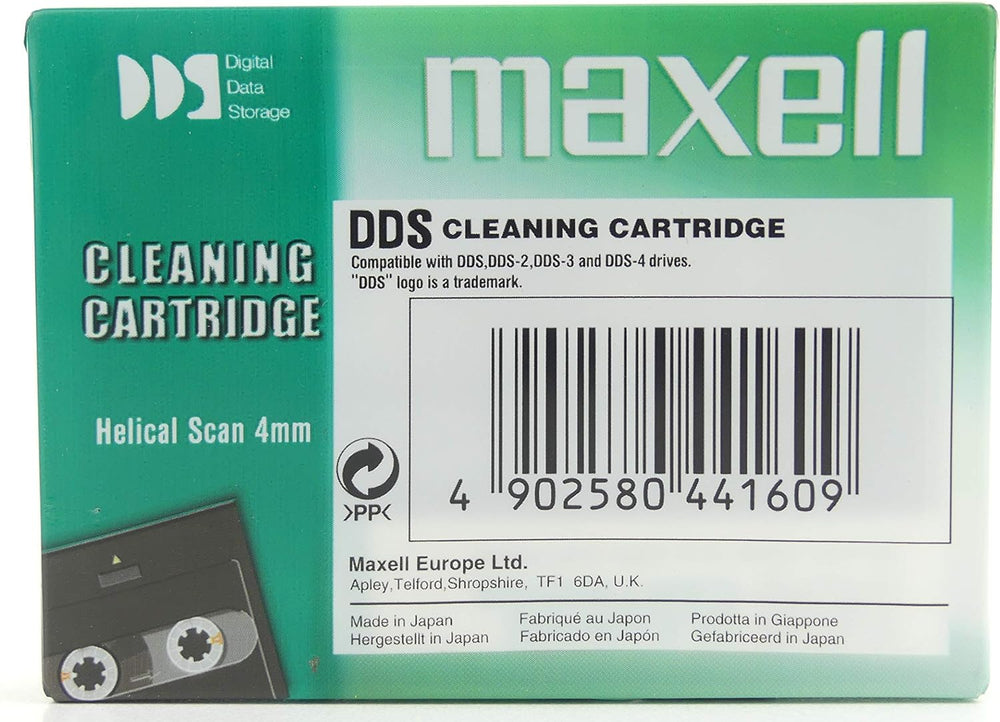 DDS Digital
Data
Storage
maxell
CLEANING
CARTRIDGE
Helical Scan 4mm
DDS CLEANING CARTRIDGE
Compatible with DDS,DDS-2,DDS-3 and DDS-4 drives.
"DDS" logo is a trademark.
4 902580 441609
>PP<
Maxell Europe Ltd.
Apley,Telford,Shropshire, TF1 6DA, U.K.
Made in Japan Fabriqué au Japon Prodotta in Giappone
Hergestellt in Japan Fabricado en Japón Gefabriceerd in Japan